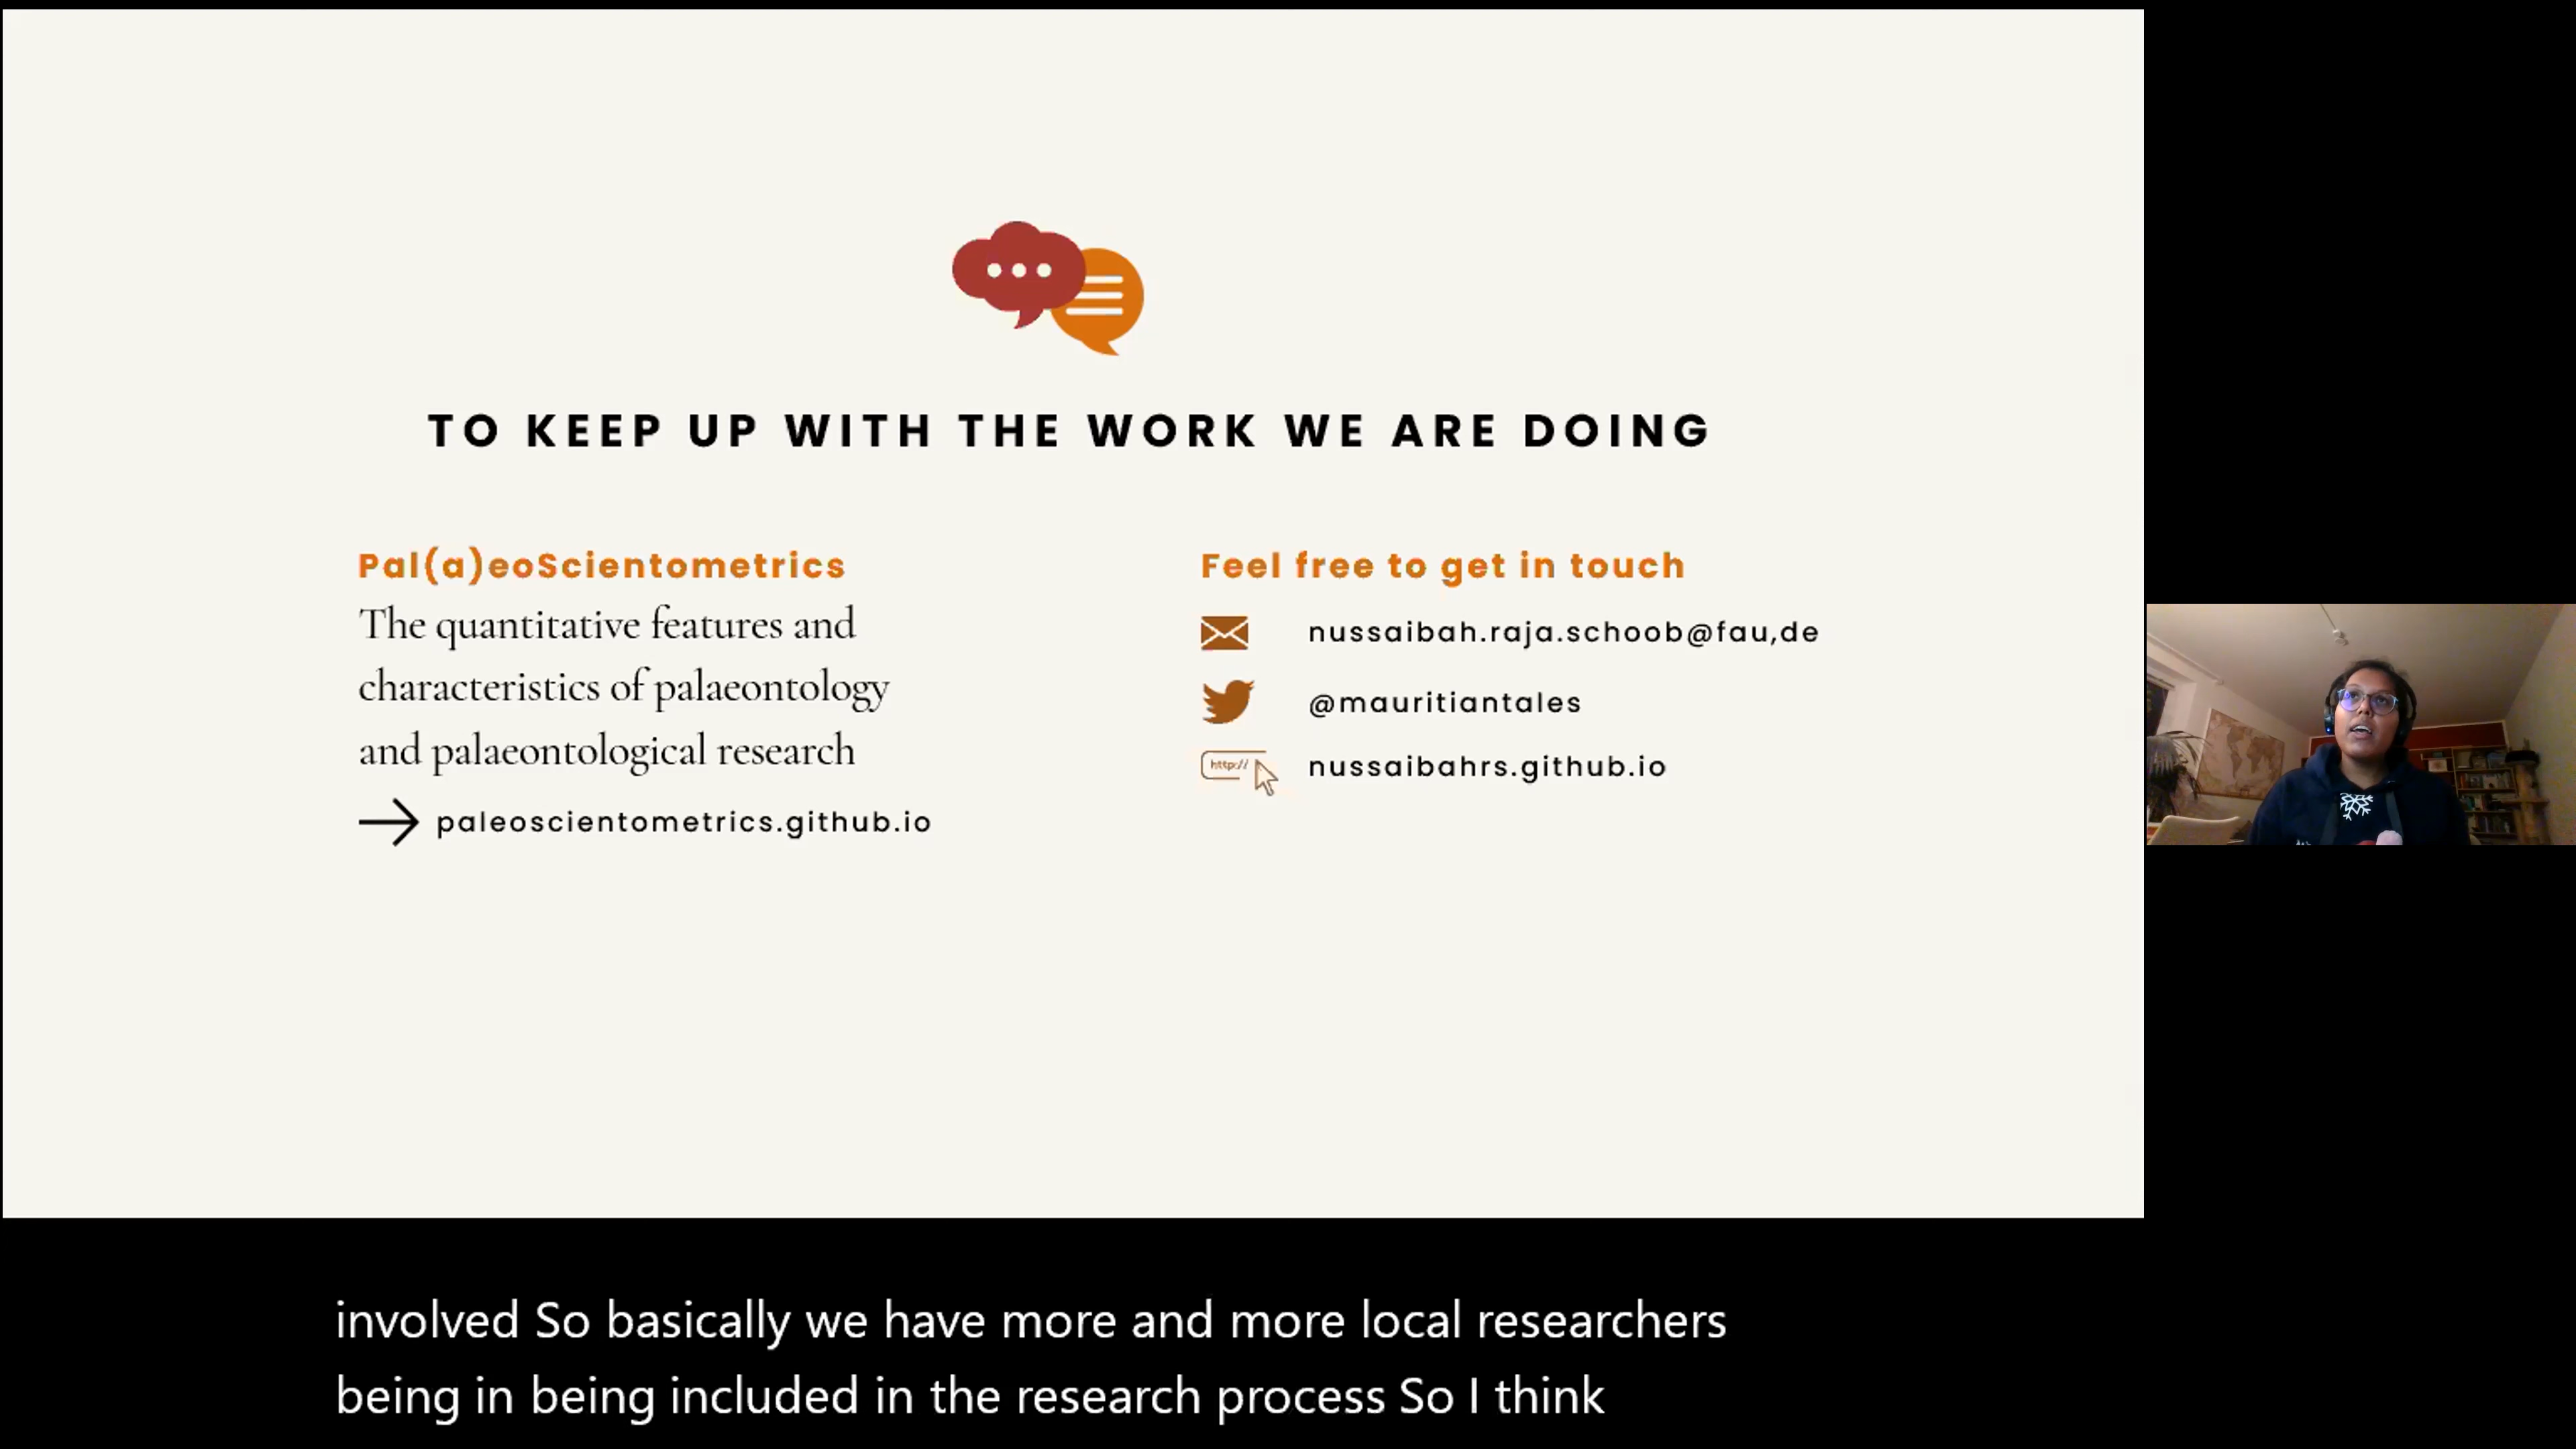 TO KEEP UP WITH THE WORK WE ARE DOING
Pal(a)eoScientometrics
The quantitative features and
characteristics of palaeontology
and palaeontological research
paleoscientometrics.github.io
Feel free to get in touch
nussaibah.raja.schoob@fau,de
@mauritiantales
http://
nussaibahrs.github.io
involved So basically we have more and more local researchers
being in being included in the research process So I think